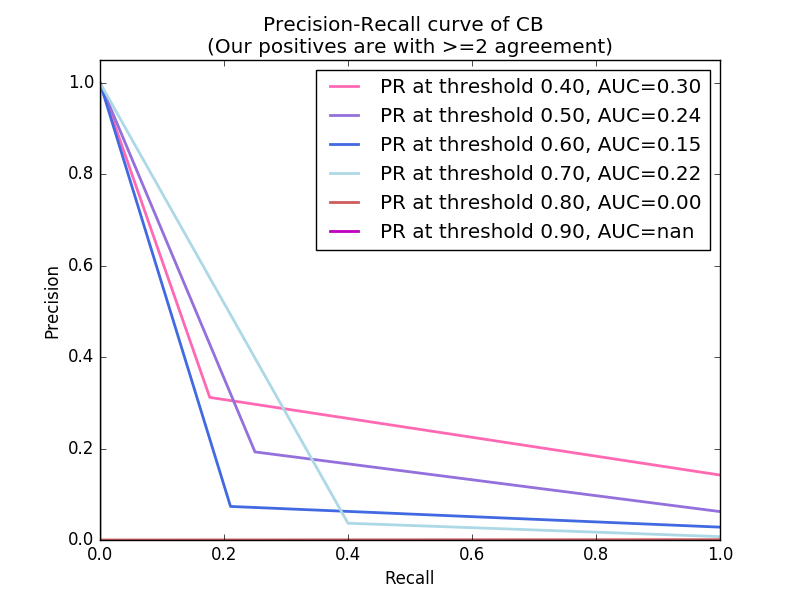 Precision-Recall curve of CB
(Our positives are with >=2 agreement)
PR at threshold 0.40, AUC=0.30
PR at threshold 0.50, AUC=0.24
PR at threshold 0.60, AUC=0.15
PR at threshold 0.70, AUC=0.22
PR at threshold 0.80, AUC=0.00
PR at threshold 0.90, AUC=nan
1.0
0.8
0.6
0.4
0.2
0.0
Precision
0.0 0.2 0.4 0.6 0.8 1.0
Recall